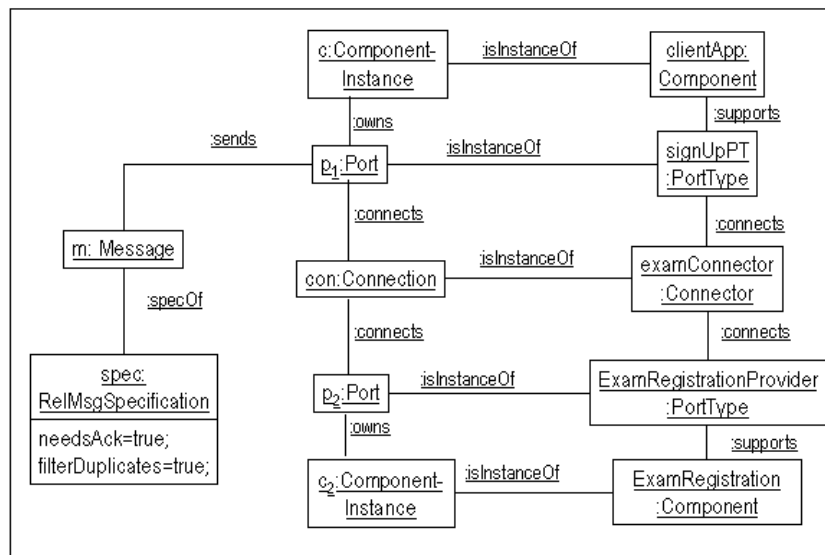 c:Component-
Instance
:isInstanceOf
clientApp:
Component
:owns
:supports
:sends
p1:Port
:isInstanceOf
signUpPT
:PortType
:connects
:connects
m: Message
con:Connection
:isInstanceOf
examConnector
:Connector
:specOf
:connects
:connects
spec:
RelMsgSpecification
needsAck=true;
filterDuplicates=true;
p2:Port
:isInstanceOf
ExamRegistrationProvider
:PortType
:owns
:supports
c2:Component-
Instance
:isInstanceOf
ExamRegistration
:Component